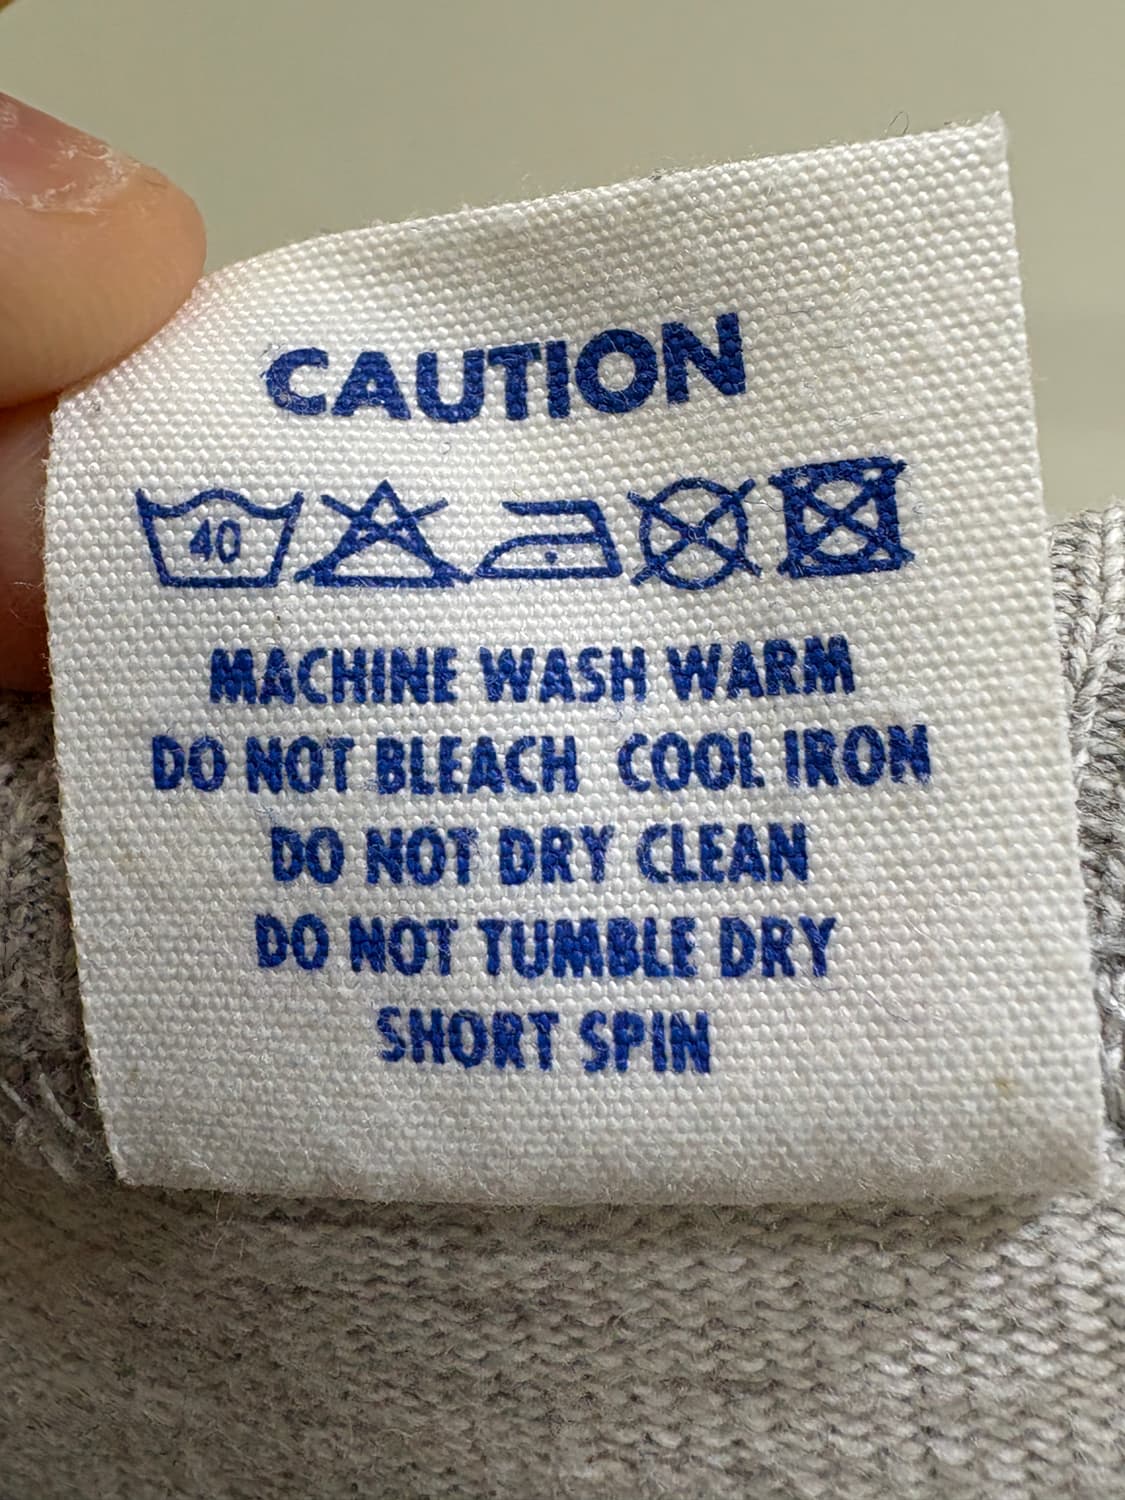 CAUTION
40
MACHINE WASH WARM
DO NOT BLEACH COOL IRON
DO NOT DRY CLEAN
DO NOT TUMBLE DRY
SHORT SPIN